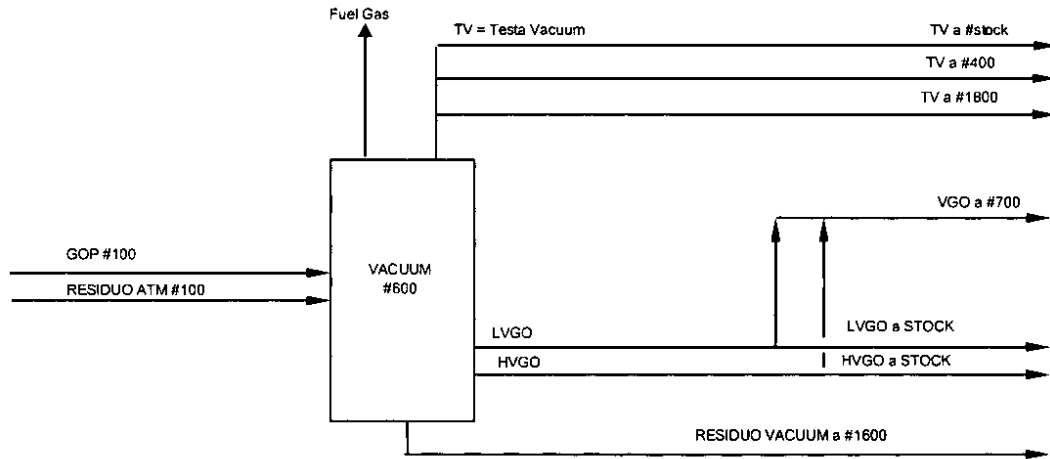 Fuel Gas
TV = Testa Vacuum
TV a #stock
TV a #400
TV a #1800
VGO a #700
GOP #100
RESIDUO ATM #100
VACUUM
#600
LVGO
LVGO a STOCK
HVGO
HVGO a STOCK
RESIDUO VACUUM a #1600